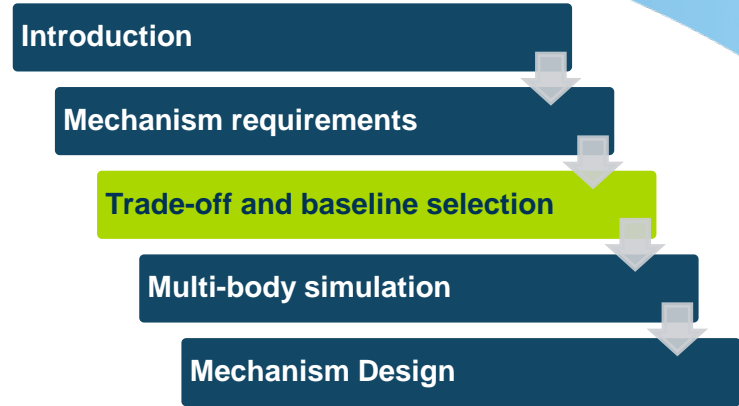 Introduction
Mechanism requirements
Trade-off and baseline selection
Multi-body simulation
Mechanism Design